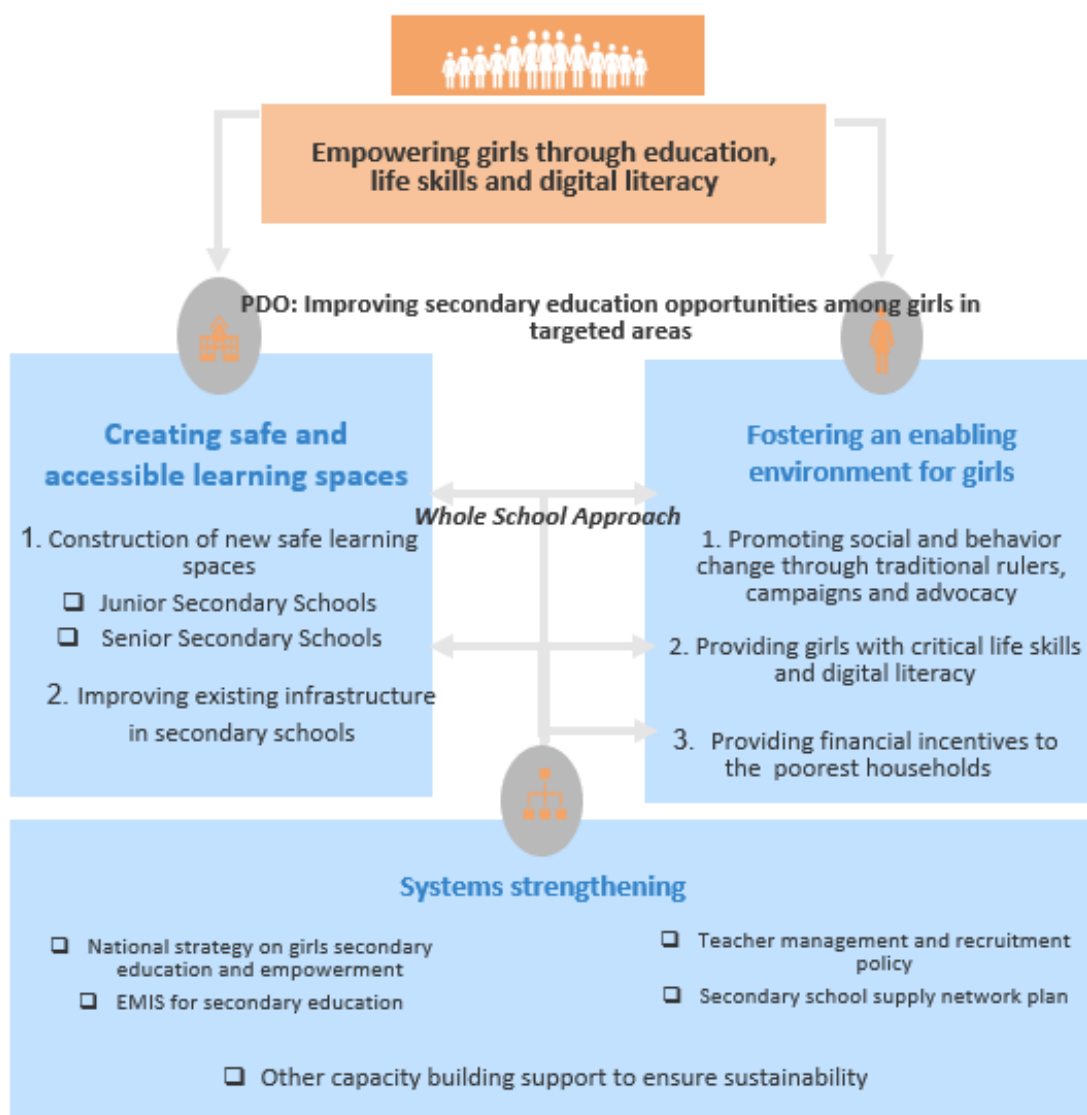 Empowering girls through education,
life skills and digital literacy
PDO: Improving secondary education opportunities among girls in
targeted areas
Creating safe and
accessible learning spaces
1. Construction of new safe learning
spaces
❑ Junior Secondary Schools
❑ Senior Secondary Schools
2. Improving existing infrastructure
in secondary schools
Whole School Approach
Fostering an enabling
environment for girls
1. Promoting social and behavior
change through traditional rulers,
campaigns and advocacy
2. Providing girls with critical life skills
and digital literacy
3. Providing financial incentives to
the poorest households
Systems strengthening
❑ National strategy on girls secondary
education and empowerment
❑ EMIS for secondary education
❑ Teacher management and recruitment
policy
❑ Secondary school supply network plan
❑ Other capacity building support to ensure sustainability